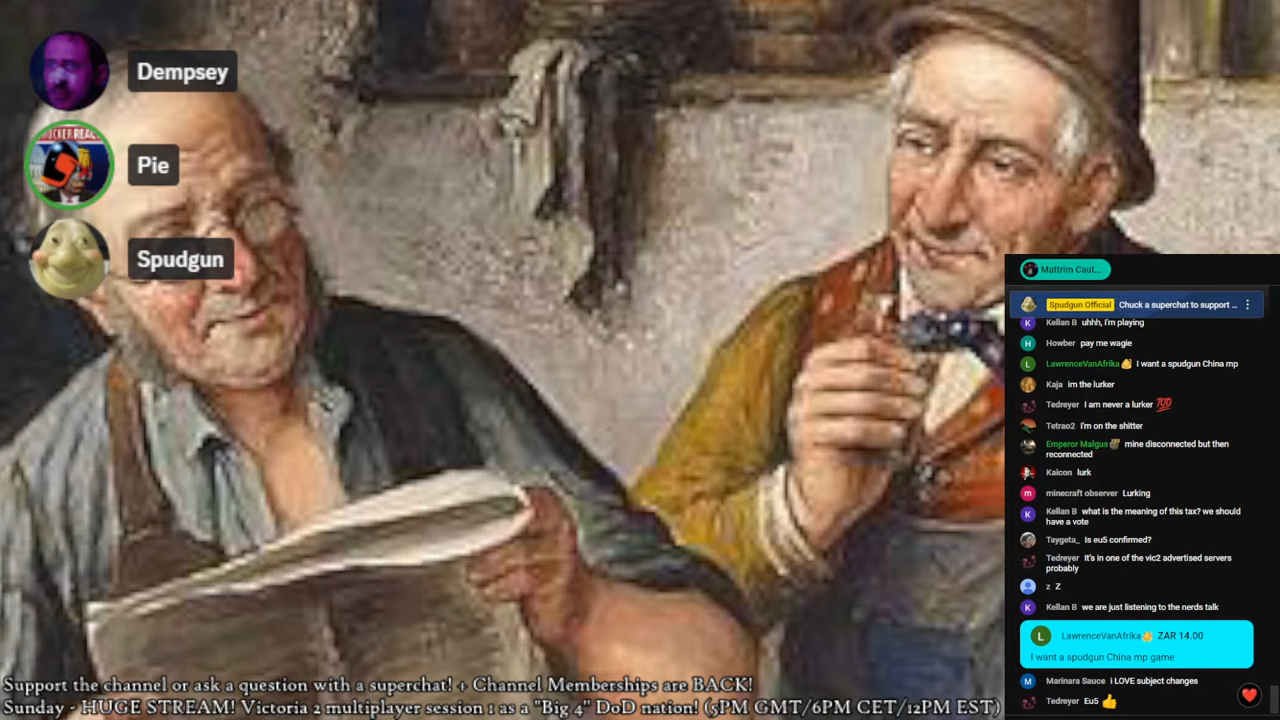 Dempsey
Pie
Spudgun
Mattrim Caut...
Spudgun Official Chuck a superchat to support ...
Kellan B uhhh, I'm playing
Howber pay me wagie
LawrenceVanAfrika I want a spudgun China mp
Kaja im the lurker
Tedreyer I am never a lurker 💯
Tetrao2 I'm on the shitter
Emperor Malgus mine disconnected but then
reconnected
Kaicon lurk
minecraft observer Lurking
Kellan B what is the meaning of this tax? we should
have a vote
Taygeta_ Is eu5 confirmed?
Tedreyer It's in one of the vic2 advertised servers
probably
z Z
Kellan B we are just listening to the nerds talk
LawrenceVanAfrika ZAR 14.00
I want a spudgun China mp game
Marinara Sauce i LOVE subject changes
Tedreyer Eu5 👍
Support the channel or ask a question with a superchat! + Channel Memberships are BACK!
Sunday - HUGE STREAM! Victoria 2 multiplayer session 1 as a "Big 4" DoD nation! (5PM GMT/6PM CET/12PM EST)